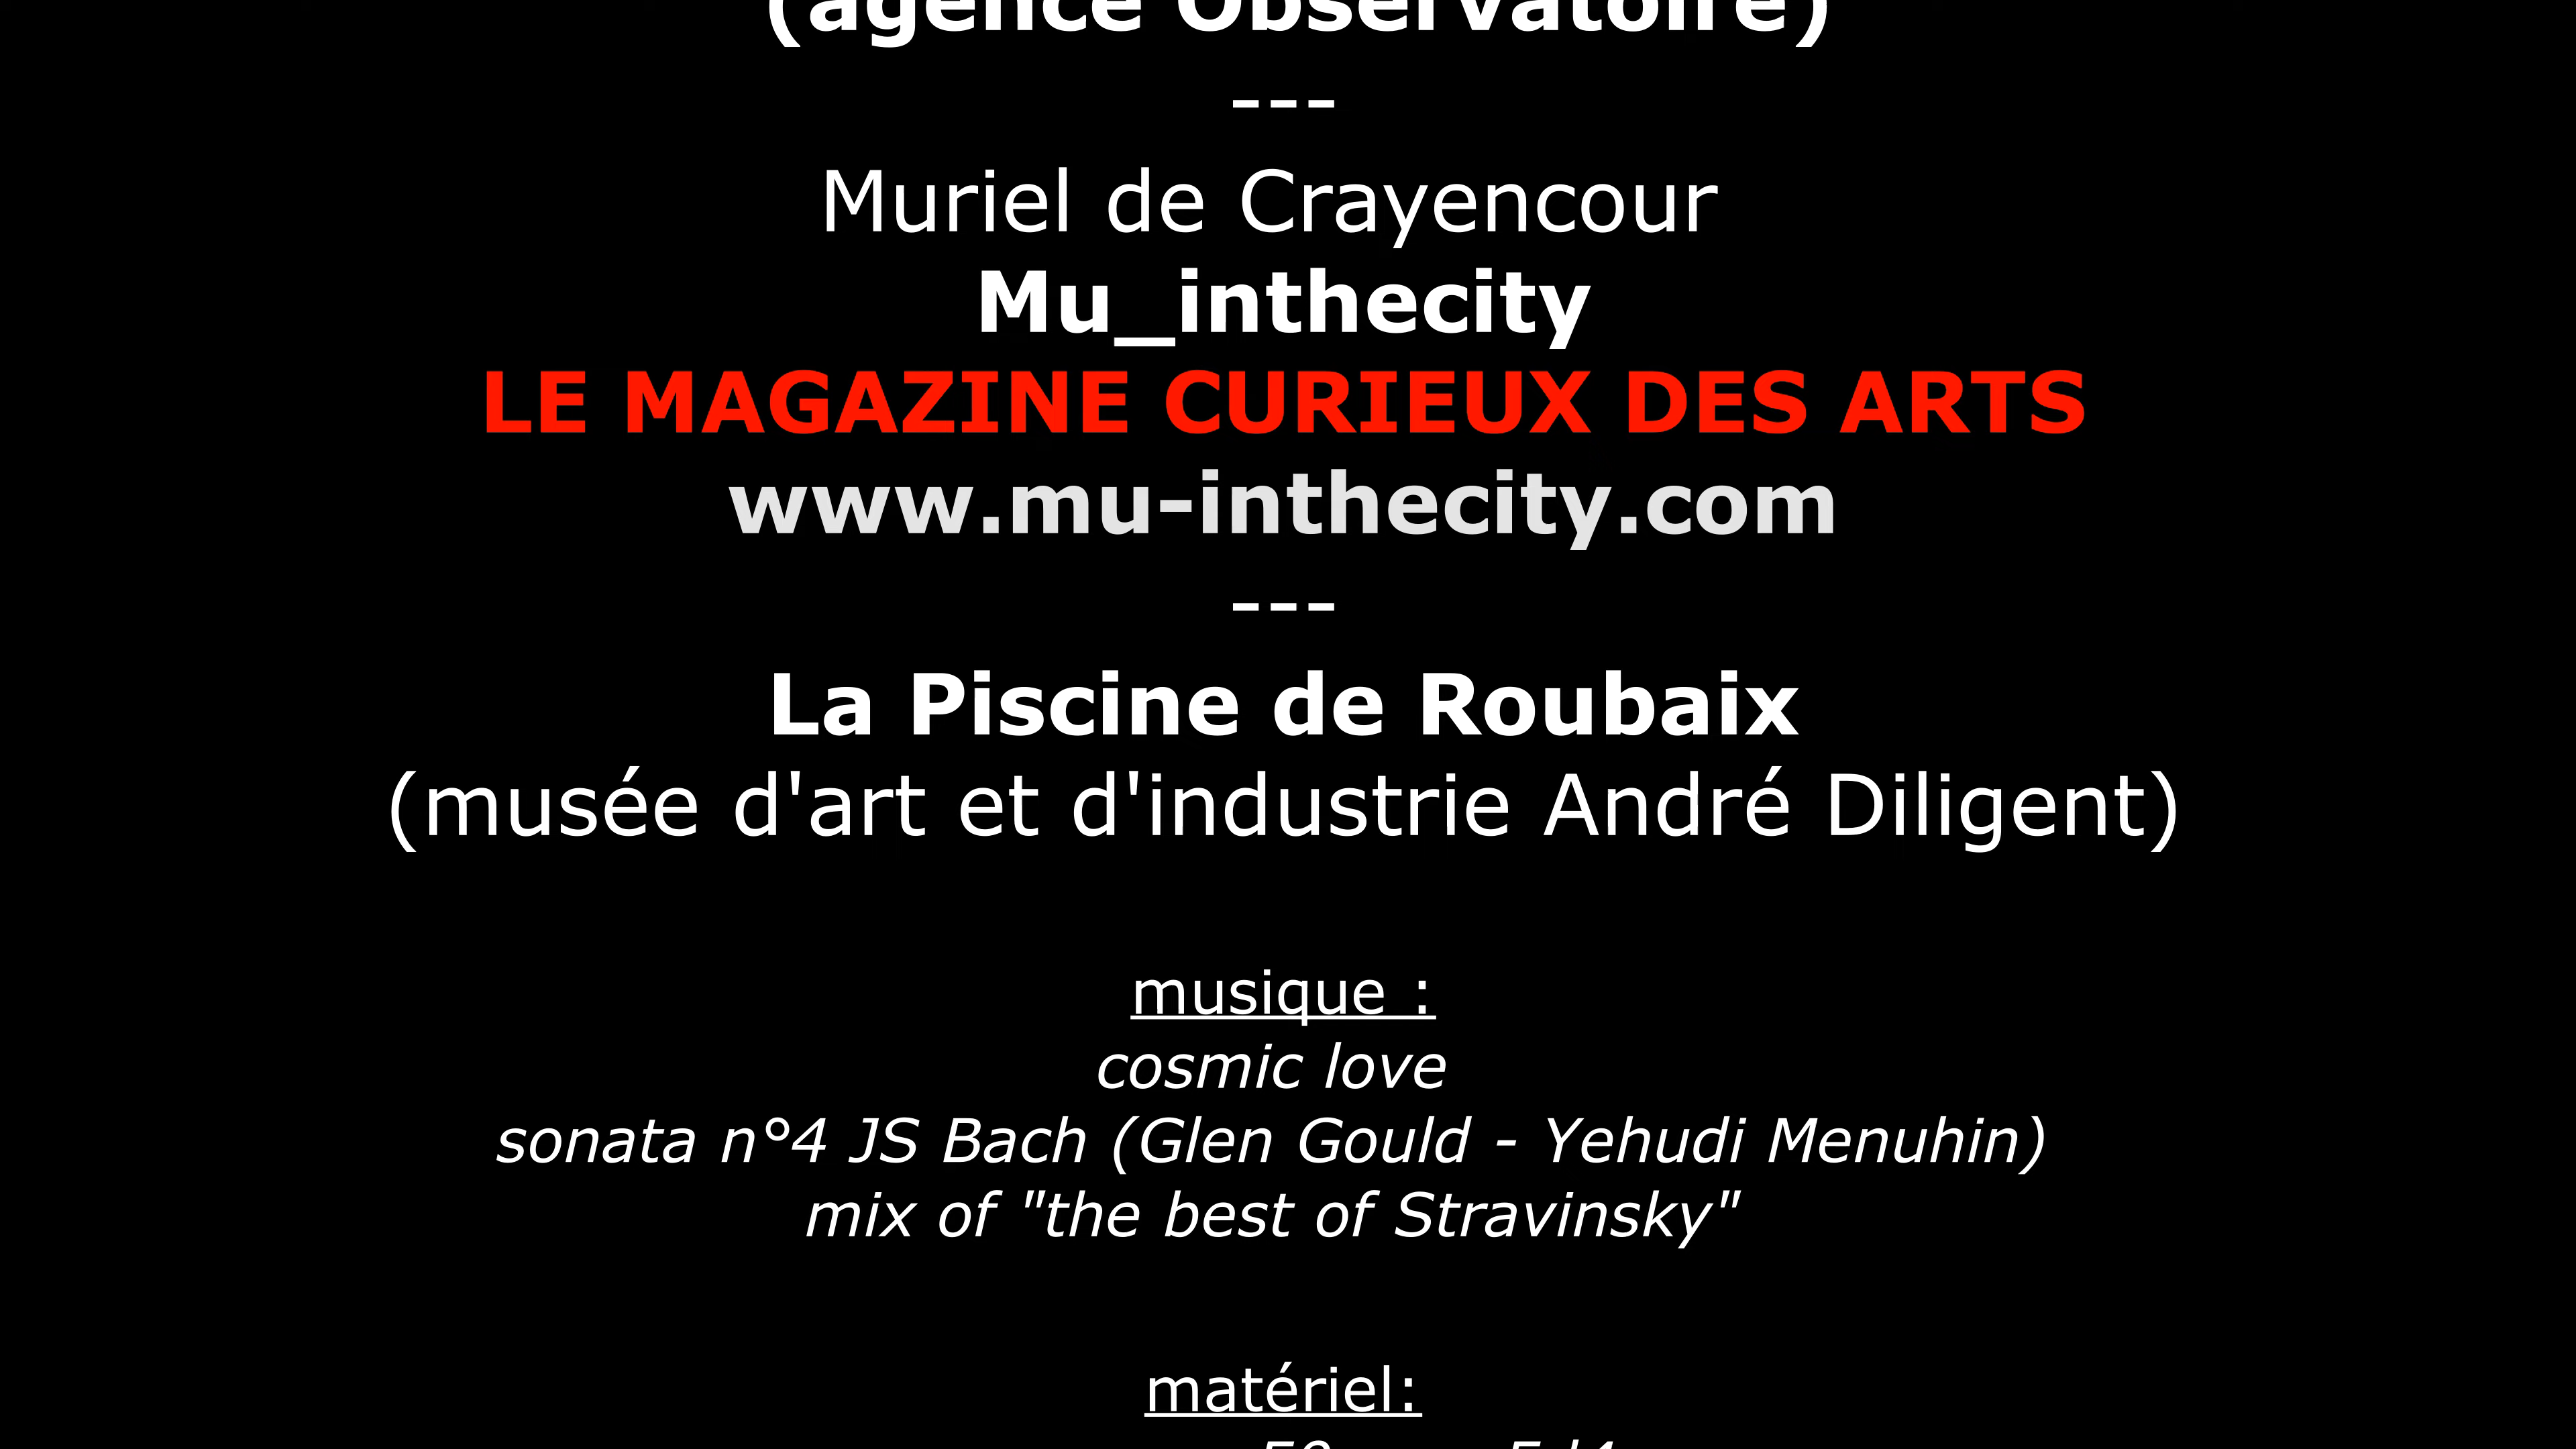 (agence Observatoire)
---
Muriel de Crayencour
Mu_inthecity
LE MAGAZINE CURIEUX DES ARTS
www.mu-inthecity.com
---
La Piscine de Roubaix
(musée d'art et d'industrie André Diligent)
musique :
cosmic love
sonata n°4 JS Bach (Glen Gould - Yehudi Menuhin)
mix of "the best of Stravinsky"
matériel: